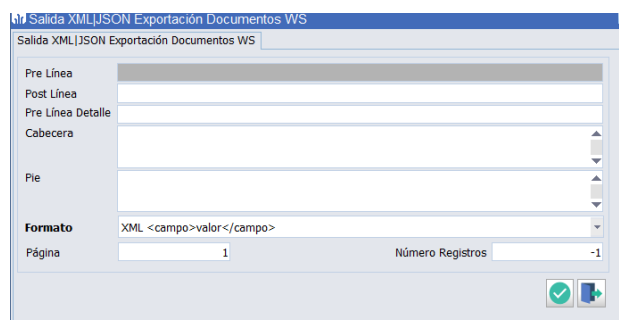 Salida XML|JSON Exportación Documentos WS
Salida XML|JSON Exportación Documentos WS
Pre Línea
Post Línea
Pre Línea Detalle
Cabecera
Pie
Formato XML <campo>valor</campo>
Página 1 Número Registros -1